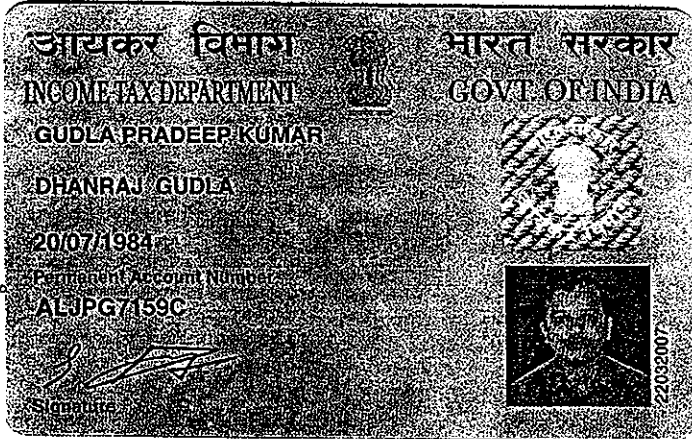 आयकर विभाग
भारत सरकार
INCOME TAX DEPARTMENT
GOVT OF INDIA
GUDLA PRADEEP KUMAR
DHANRAJ GUDLA
20/07/1984
Permanent Account Number
ALJPG7159C
Signature
22032007